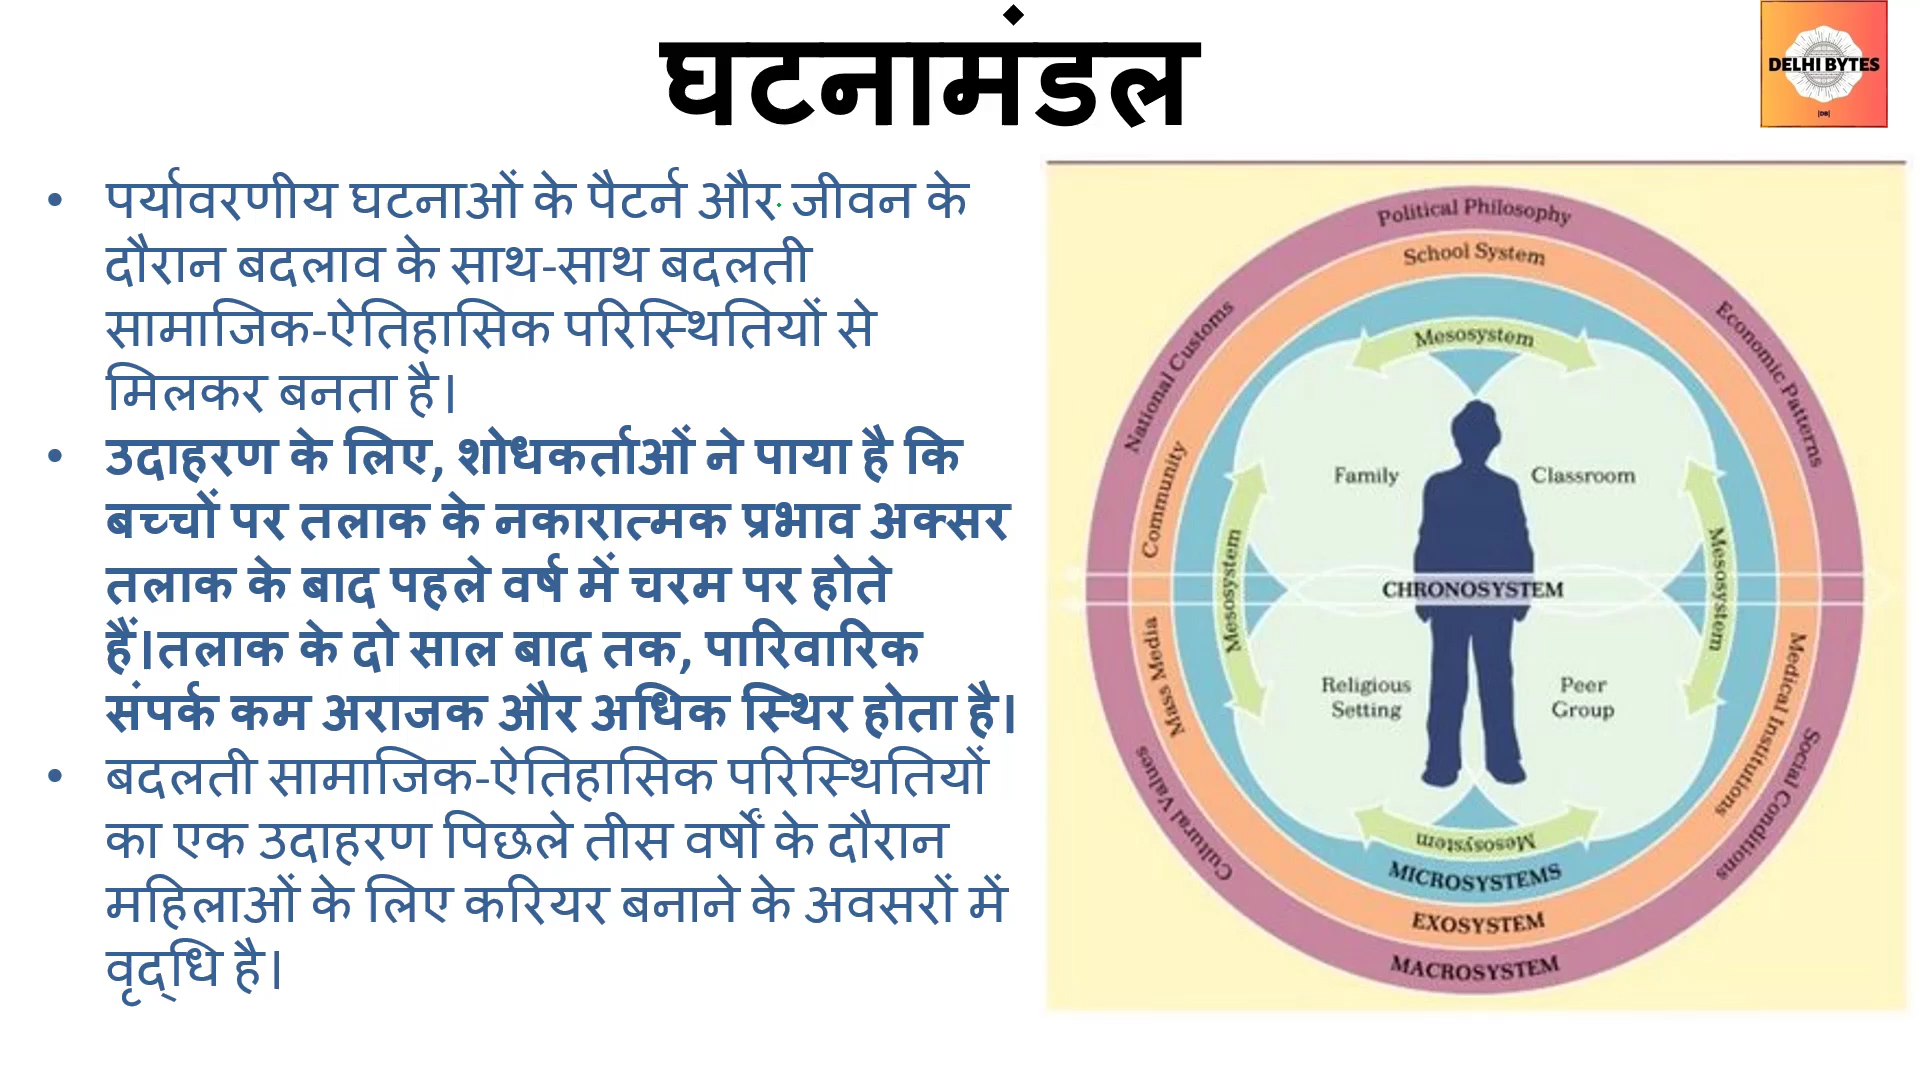 घटनामंडल
DELHI BYTES
|DB|
• पर्यावरणीय घटनाओं के पैटर्न और जीवन के
दौरान बदलाव के साथ-साथ बदलती
सामाजिक-ऐतिहासिक परिस्थितियों से
मिलकर बनता है।
• उदाहरण के लिए, शोधकर्ताओं ने पाया है कि
बच्चों पर तलाक के नकारात्मक प्रभाव अक्सर
तलाक के बाद पहले वर्ष में चरम पर होते
हैं।तलाक के दो साल बाद तक, पारिवारिक
संपर्क कम अराजक और अधिक स्थिर होता है।
• बदलती सामाजिक-ऐतिहासिक परिस्थितियों
का एक उदाहरण पिछले तीस वर्षों के दौरान
महिलाओं के लिए करियर बनाने के अवसरों में
वृद्धि है।
Political Philosophy
School System
National Customs
Economic Patterns
Mesosystem
Community
Family
Classroom
Mesosystem
Mesosystem
CHRONOSYSTEM
Mass Media
Medical Institutions
Religious
Setting
Peer
Group
Cultural Values
Social Conditions
Mesosystem
MICROSYSTEMS
EXOSYSTEM
MACROSYSTEM